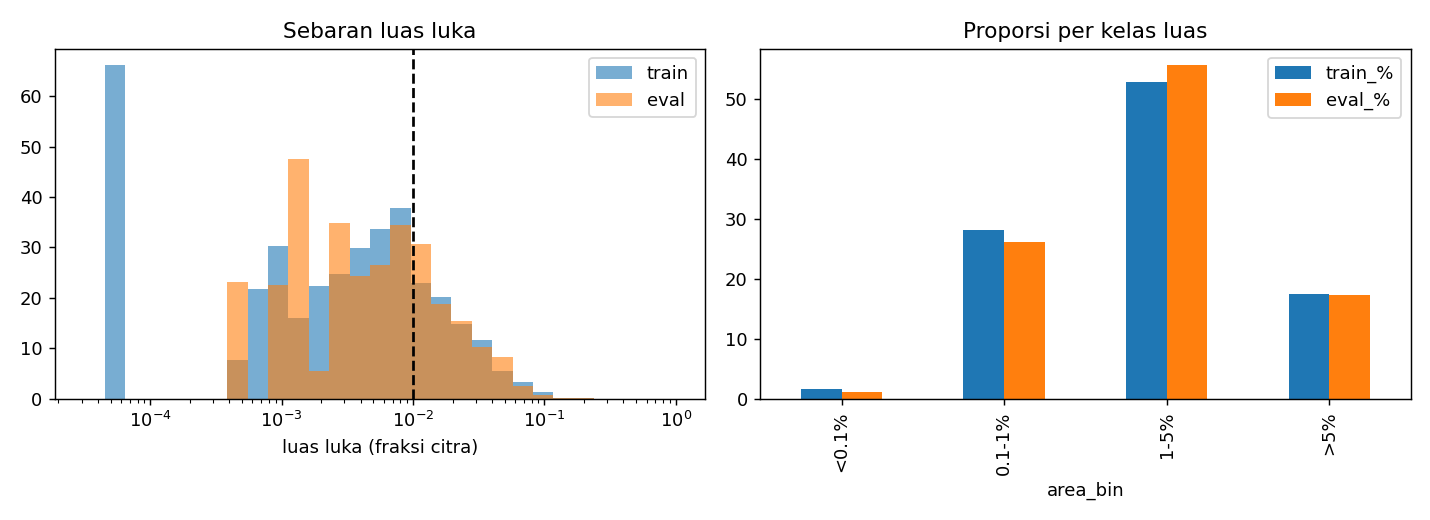 Sebaran luas luka
train
eval
60
50
40
30
20
10
0
10⁻⁴
10⁻³
10⁻²
10⁻¹
10⁰
luas luka (fraksi citra)
Proporsi per kelas luas
train_%
eval_%
50
40
30
20
10
0
<0.1%
0.1-1%
1-5%
>5%
area_bin